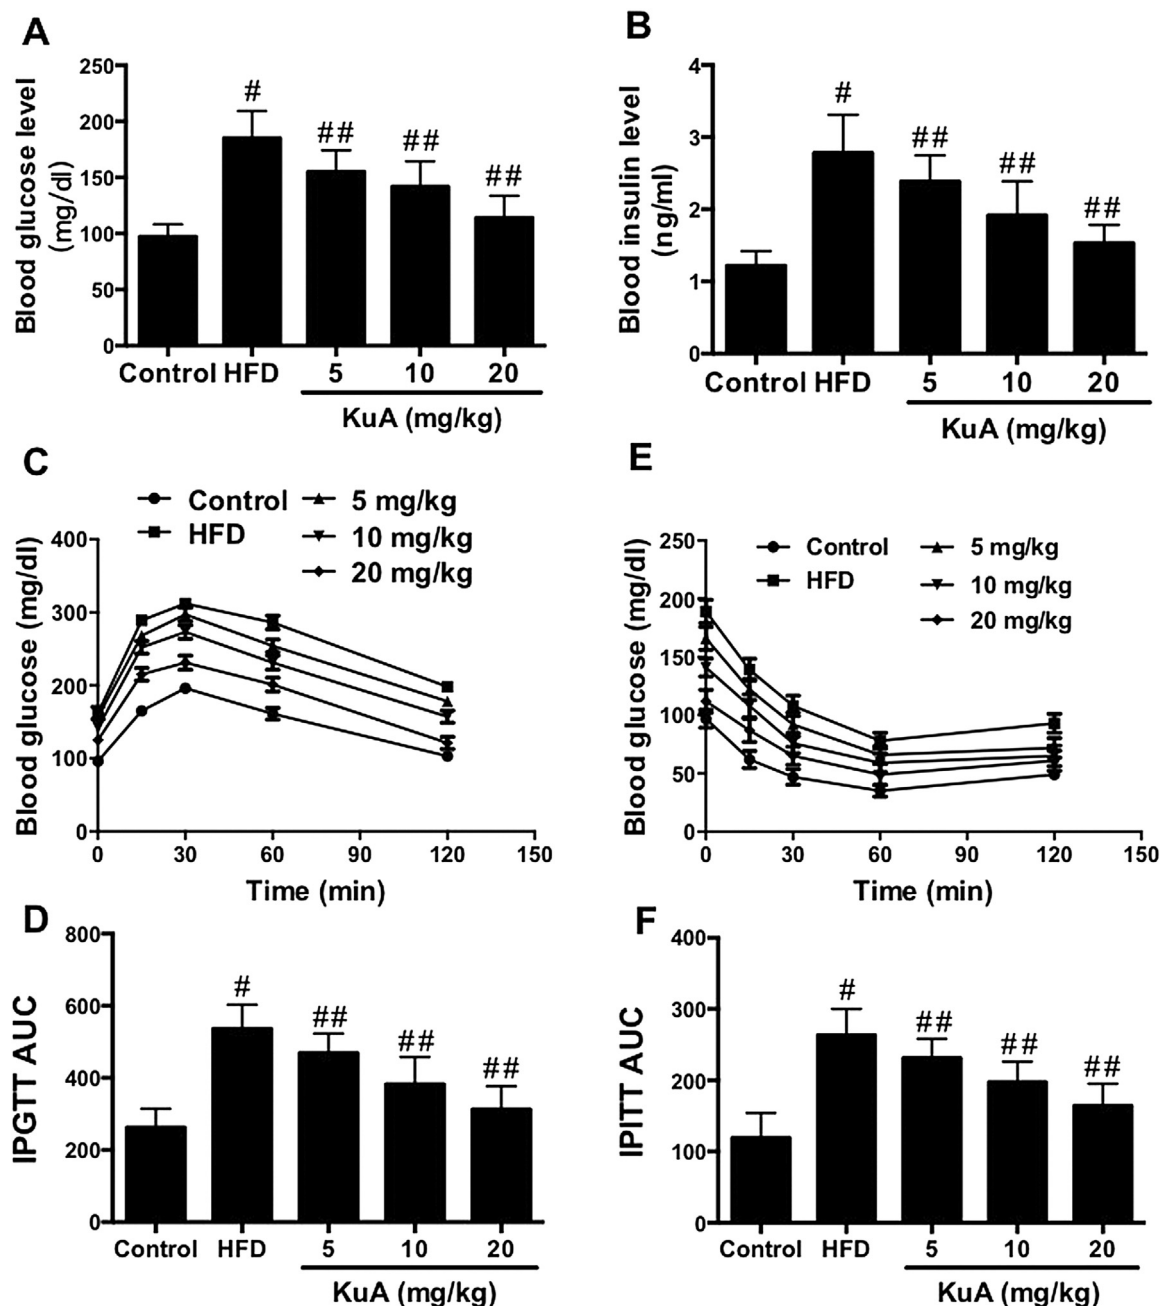 A
Blood glucose level
(mg/dl)
250
200
150
100
50
0
#
##
##
##
Control HFD 5 10 20
KuA (mg/kg)
B
Blood insulin level
(ng/ml)
4
3
2
1
0
#
##
##
##
Control HFD 5 10 20
KuA (mg/kg)
C
Control
HFD
5 mg/kg
10 mg/kg
20 mg/kg
Blood glucose (mg/dl)
400
300
200
100
0
0 30 60 90 120 150
Time (min)
E
Control
HFD
5 mg/kg
10 mg/kg
20 mg/kg
Blood glucose (mg/dl)
250
200
150
100
50
0
0 30 60 90 120 150
Time (min)
D
IPGTT AUC
800
600
400
200
0
#
##
##
##
Control HFD 5 10 20
KuA (mg/kg)
F
IPITT AUC
400
300
200
100
0
#
##
##
##
Control HFD 5 10 20
KuA (mg/kg)